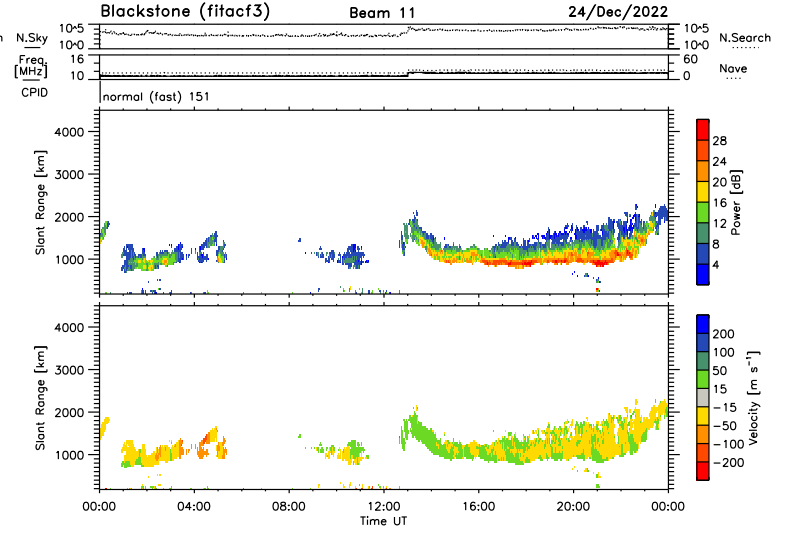 Blackstone (fitacf3) Beam 11 24/Dec/2022
N.Sky 10^5 10^0 10^5 10^0 N.Search
Freq. [MHz] 16 10 60 0 Nave
CPID normal (fast) 151
Slant Range [km]
4000
3000
2000
1000
28
24
20
16
12
8
4
Power [dB]
Slant Range [km]
4000
3000
2000
1000
200
100
50
15
−15
−50
−100
−200
Velocity [m s⁻¹]
00:00 04:00 08:00 12:00 16:00 20:00 00:00
Time UT